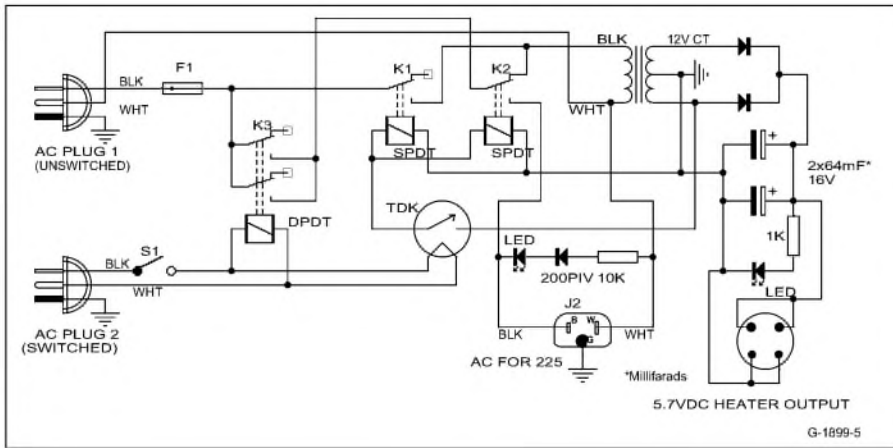 BLK
F1
WHT
AC PLUG 1
(UNSWITCHED)
K3
DPDT
K1
K2
SPDT
SPDT
BLK
12V CT
WHT
TDK
S1
BLK
WHT
AC PLUG 2
(SWITCHED)
LED
200PIV 10K
J2
B W
G
BLK
WHT
AC FOR 225
+
+
2x64mF*
16V
1K
LED
*Millifarads
5.7VDC HEATER OUTPUT
G-1899-5